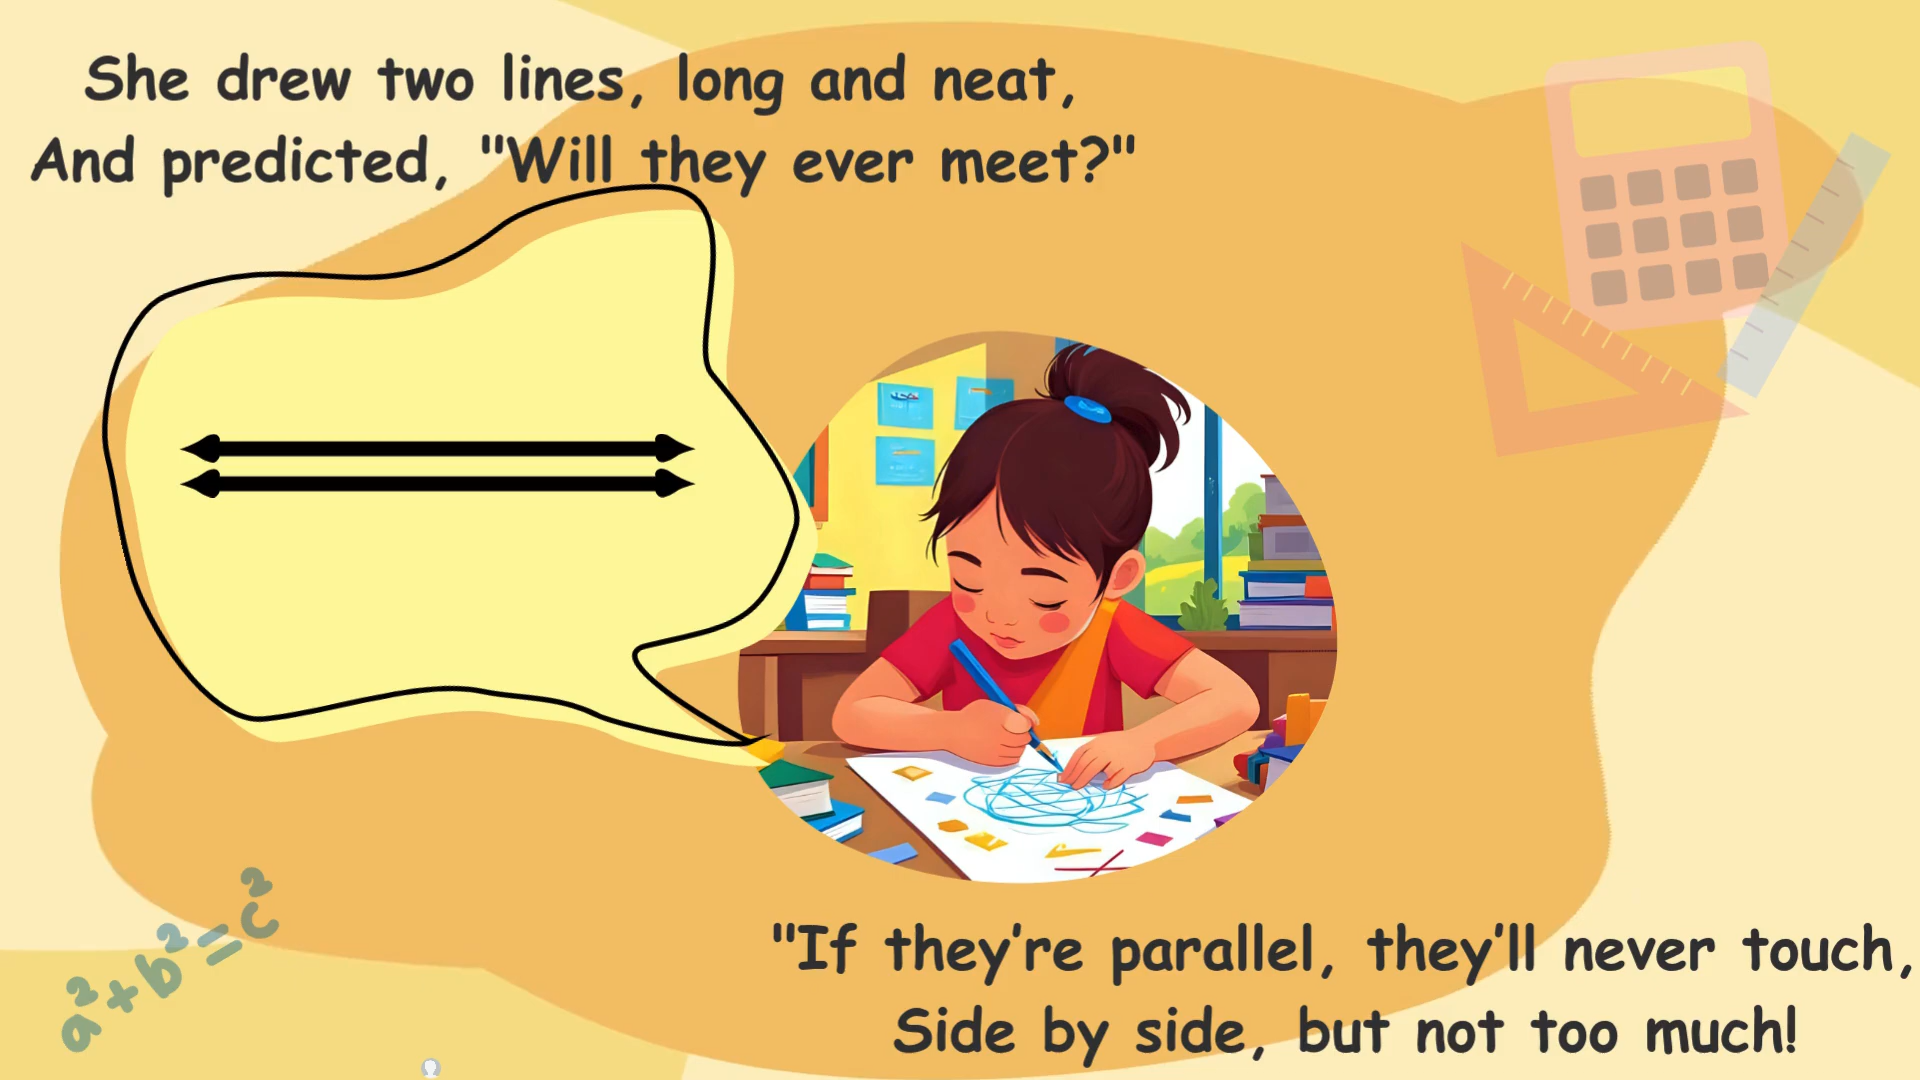 She drew two lines, long and neat,
And predicted, "Will they ever meet?"
"If they’re parallel, they’ll never touch,
Side by side, but not too much!
a²+b²=c²